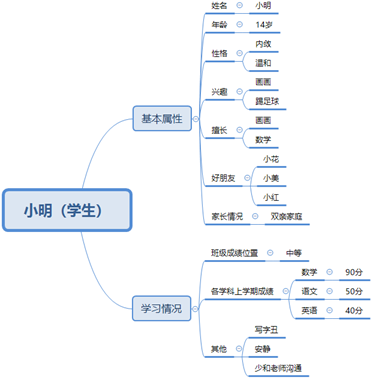 小明（学生）
基本属性
姓名 小明
年龄 14岁
性格
内敛
温和
兴趣
画画
踢足球
擅长
画画
数学
好朋友
小花
小美
小红
家长情况 双亲家庭
学习情况
班级成绩位置 中等
各学科上学期成绩
数学 90分
语文 50分
英语 40分
其他
写字丑
安静
少和老师沟通